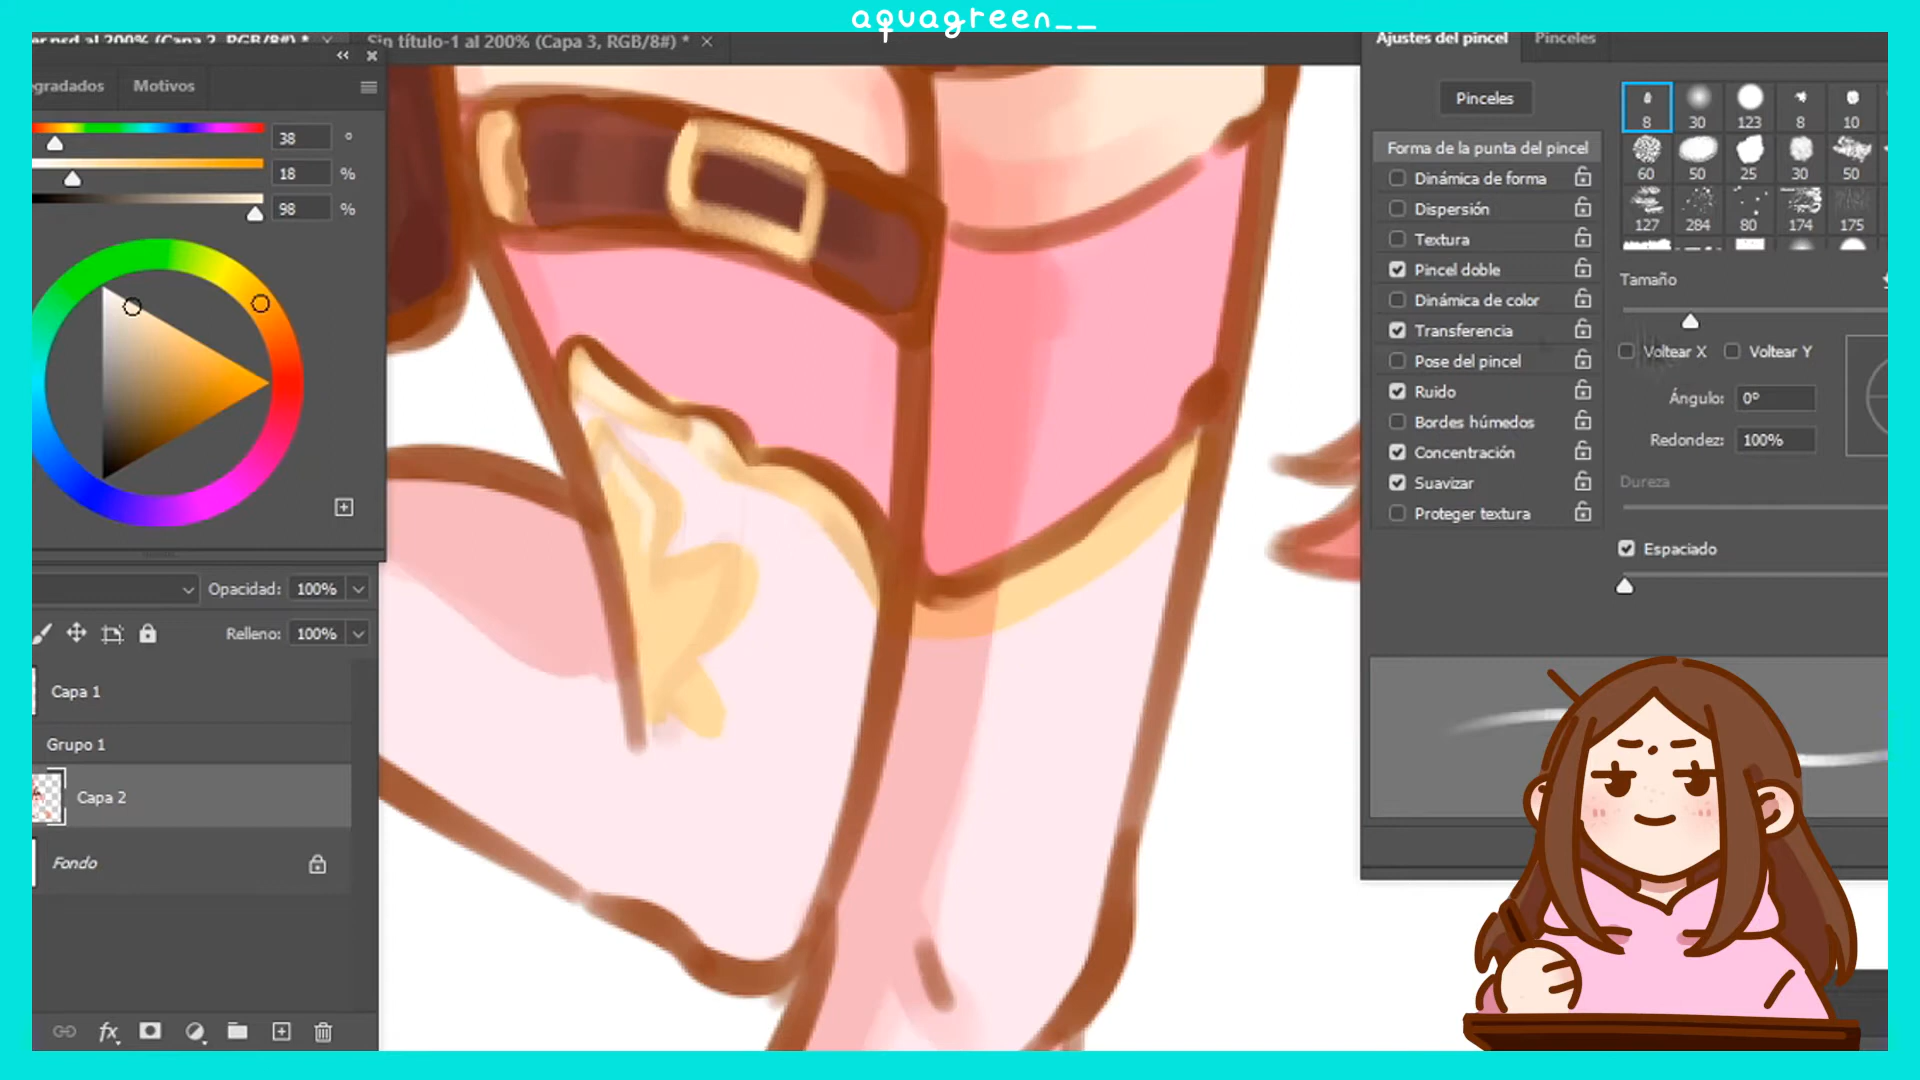 aquagreen__
er.psd al 200% (Capa 2, RGB/8#) *
Sin título-1 al 200% (Capa 3, RGB/8#) *
egradados
Motivos
38 °
18 %
98 %
Opacidad: 100%
Relleno: 100%
Capa 1
Grupo 1
Capa 2
Fondo
fx
Ajustes del pincel
Pinceles
Pinceles
Forma de la punta del pincel
Dinámica de forma
Dispersión
Textura
Pincel doble
Dinámica de color
Transferencia
Pose del pincel
Ruido
Bordes húmedos
Concentración
Suavizar
Proteger textura
8 30 123 8 10
60 50 25 30 50
127 284 80 174 175
Tamaño
Voltear X Voltear Y
Ángulo: 0º
Redondez: 100%
Dureza
Espaciado